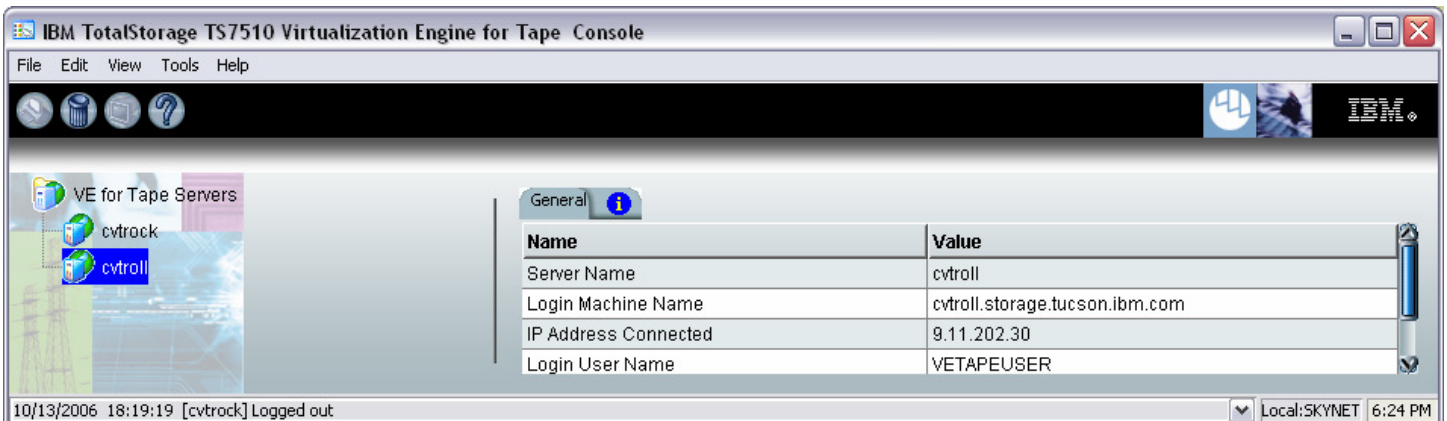 IBM TotalStorage TS7510 Virtualization Engine for Tape Console
File Edit View Tools Help
IBM
VE for Tape Servers
cvtrock
cvtroll
General
Name Value
Server Name cvtroll
Login Machine Name cvtroll.storage.tucson.ibm.com
IP Address Connected 9.11.202.30
Login User Name VETAPEUSER
10/13/2006 18:19:19 [cvtrock] Logged out Local:SKYNET 6:24 PM